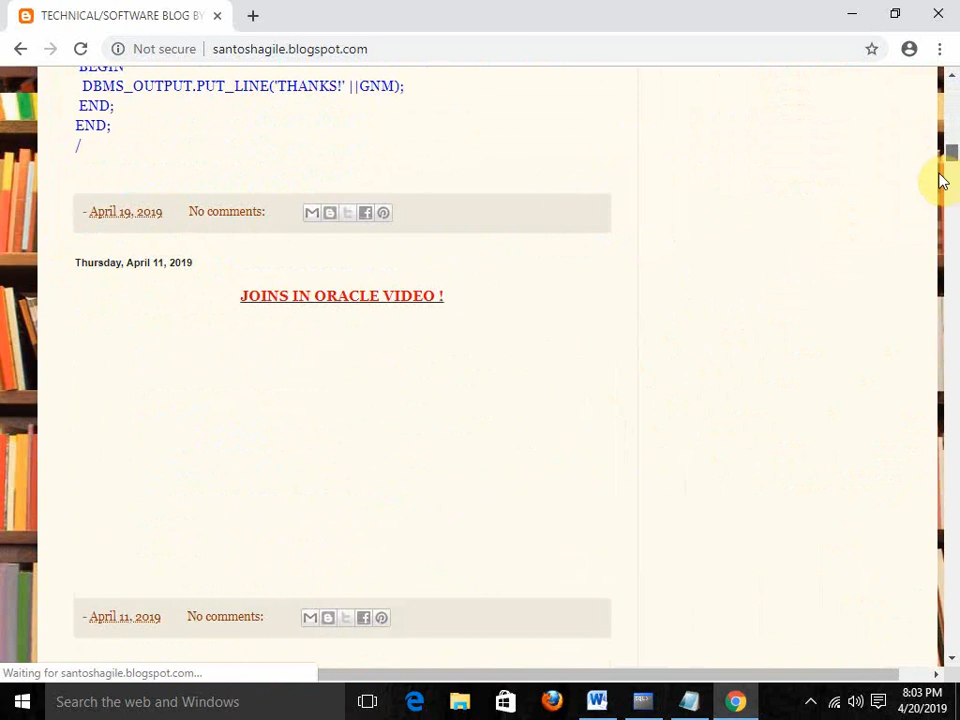 TECHNICAL/SOFTWARE BLOG BY
Not secure
santoshagile.blogspot.com
BEGIN
DBMS_OUTPUT.PUT_LINE('THANKS!' ||GNM);
END;
END;
/
- April 19, 2019 No comments:
Thursday, April 11, 2019
JOINS IN ORACLE VIDEO !
- April 11, 2019 No comments:
Waiting for santoshagile.blogspot.com...
Search the web and Windows
8:03 PM
4/20/2019